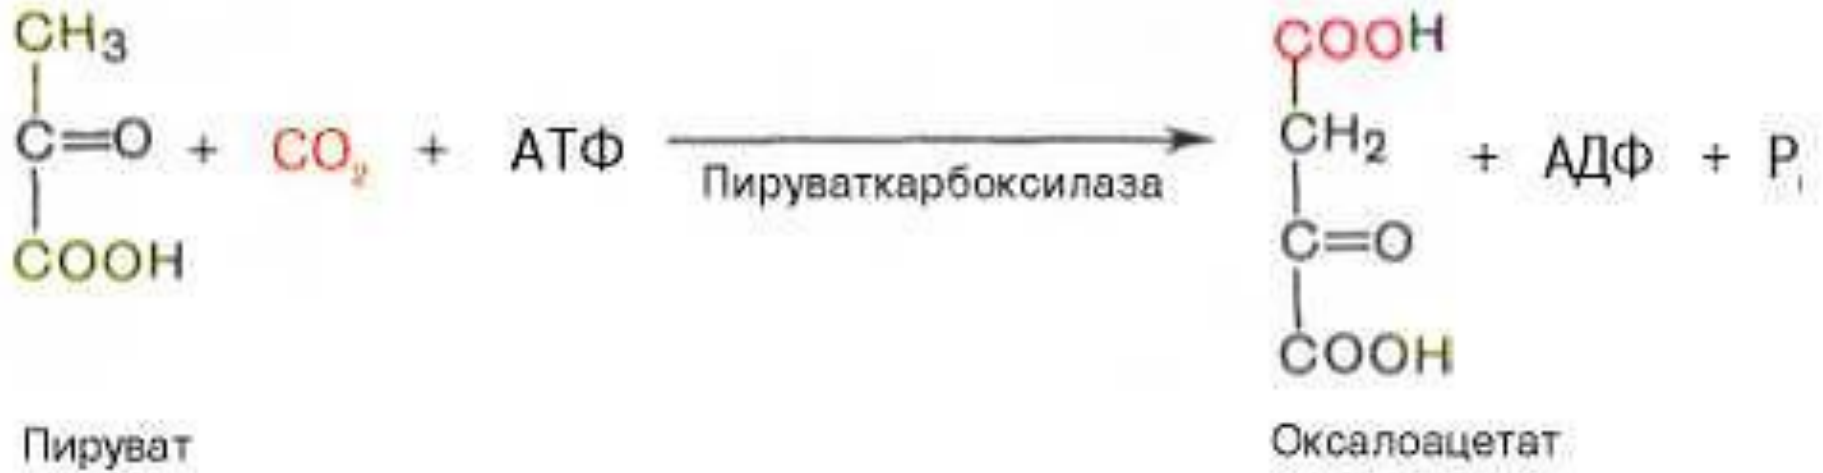 CH3
C=O + CO2 + АТФ
COOH
Пируваткарбоксилаза
COOH
CH2 + АДФ + Pi
C=O
COOH
Пируват
Оксалоацетат